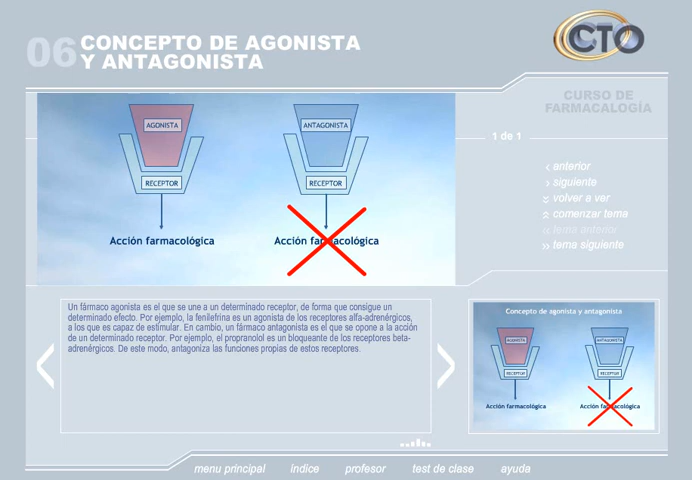 06 CONCEPTO DE AGONISTA
Y ANTAGONISTA
CTO
CURSO DE
FARMACALOGÍA
AGONISTA
ANTAGONISTA
RECEPTOR
RECEPTOR
Acción farmacológica
Acción farmacológica
1 de 1
anterior
siguiente
volver a ver
comenzar tema
tema anterior
tema siguiente
Un fármaco agonista es el que se une a un determinado receptor, de forma que consigue un
determinado efecto. Por ejemplo, la fenilefrina es un agonista de los receptores alfa-adrenérgicos,
a los que es capaz de estimular. En cambio, un fármaco antagonista es el que se opone a la acción
de un determinado receptor. Por ejemplo, el propranolol es un bloqueante de los receptores beta-
adrenérgicos. De este modo, antagoniza las funciones propias de estos receptores.
Concepto de agonista y antagonista
AGONISTA
ANTAGONISTA
RECEPTOR
RECEPTOR
Acción farmacológica
Acción farmacológica
menu principal
índice
profesor
test de clase
ayuda